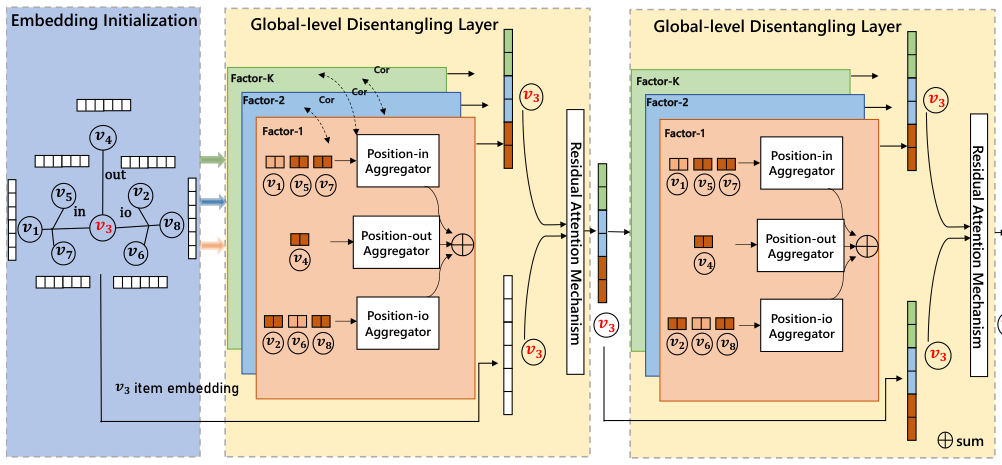 Embedding Initialization
v4
out
v5
v2
in
io
v1
v3
v8
v7
v6
v3 item embedding
Global-level Disentangling Layer
Factor-K
Cor
Cor
Cor
Factor-2
Factor-1
v1 v5 v7
Position-in
Aggregator
v4
Position-out
Aggregator
v2 v6 v8
Position-io
Aggregator
v3
v3
Residual Attention Mechanism
v3
Global-level Disentangling Layer
Factor-K
Factor-2
Factor-1
v1 v5 v7
Position-in
Aggregator
v4
Position-out
Aggregator
v2 v6 v8
Position-io
Aggregator
v3
v3
Residual Attention Mechanism
sum